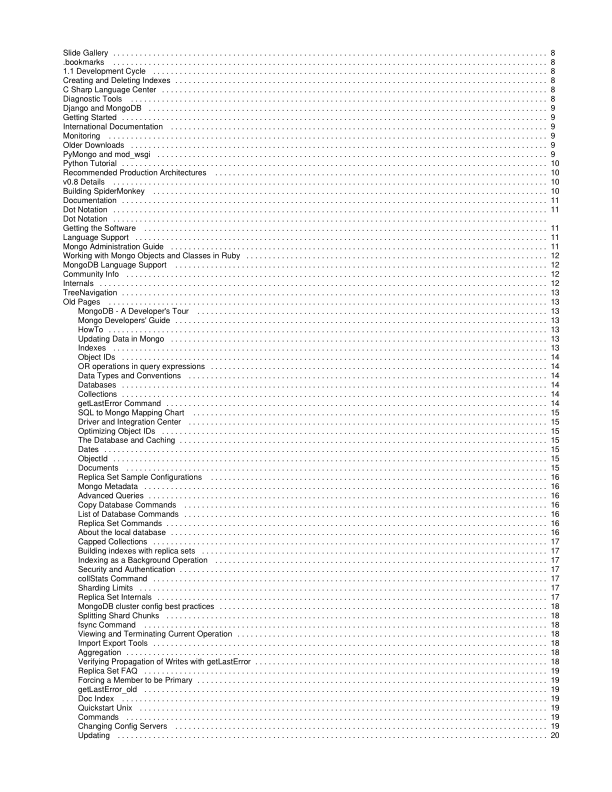 Slide Gallery . . . . . . . . . . 8
.bookmarks . . . . . . . . . . 8
1.1 Development Cycle . . . . . . . . . . 8
Creating and Deleting Indexes . . . . . . . . . . 8
C Sharp Language Center . . . . . . . . . . 8
Diagnostic Tools . . . . . . . . . . 8
Django and MongoDB . . . . . . . . . . 9
Getting Started . . . . . . . . . . 9
International Documentation . . . . . . . . . . 9
Monitoring . . . . . . . . . . 9
Older Downloads . . . . . . . . . . 9
PyMongo and mod_wsgi . . . . . . . . . . 9
Python Tutorial . . . . . . . . . . 10
Recommended Production Architectures . . . . . . . . . . 10
v0.8 Details . . . . . . . . . . 10
Building SpiderMonkey . . . . . . . . . . 10
Documentation . . . . . . . . . . 11
Dot Notation . . . . . . . . . . 11
Dot Notation . . . . . . . . . .
Getting the Software . . . . . . . . . . 11
Language Support . . . . . . . . . . 11
Mongo Administration Guide . . . . . . . . . . 11
Working with Mongo Objects and Classes in Ruby . . . . . . . . . . 12
MongoDB Language Support . . . . . . . . . . 12
Community Info . . . . . . . . . . 12
Internals . . . . . . . . . . 12
TreeNavigation . . . . . . . . . . 13
Old Pages . . . . . . . . . . 13
MongoDB - A Developer's Tour . . . . . . . . . . 13
Mongo Developers' Guide . . . . . . . . . . 13
HowTo . . . . . . . . . . 13
Updating Data in Mongo . . . . . . . . . . 13
Indexes . . . . . . . . . . 13
Object IDs . . . . . . . . . . 14
OR operations in query expressions . . . . . . . . . . 14
Data Types and Conventions . . . . . . . . . . 14
Databases . . . . . . . . . . 14
Collections . . . . . . . . . . 14
getLastError Command . . . . . . . . . . 14
SQL to Mongo Mapping Chart . . . . . . . . . . 15
Driver and Integration Center . . . . . . . . . . 15
Optimizing Object IDs . . . . . . . . . . 15
The Database and Caching . . . . . . . . . . 15
Dates . . . . . . . . . . 15
ObjectId . . . . . . . . . . 15
Documents . . . . . . . . . . 15
Replica Set Sample Configurations . . . . . . . . . . 16
Mongo Metadata . . . . . . . . . . 16
Advanced Queries . . . . . . . . . . 16
Copy Database Commands . . . . . . . . . . 16
List of Database Commands . . . . . . . . . . 16
Replica Set Commands . . . . . . . . . . 16
About the local database . . . . . . . . . . 16
Capped Collections . . . . . . . . . . 17
Building indexes with replica sets . . . . . . . . . . 17
Indexing as a Background Operation . . . . . . . . . . 17
Security and Authentication . . . . . . . . . . 17
collStats Command . . . . . . . . . . 17
Sharding Limits . . . . . . . . . . 17
Replica Set Internals . . . . . . . . . . 17
MongoDB cluster config best practices . . . . . . . . . . 18
Splitting Shard Chunks . . . . . . . . . . 18
fsync Command . . . . . . . . . . 18
Viewing and Terminating Current Operation . . . . . . . . . . 18
Import Export Tools . . . . . . . . . . 18
Aggregation . . . . . . . . . . 18
Verifying Propagation of Writes with getLastError . . . . . . . . . . 18
Replica Set FAQ . . . . . . . . . . 19
Forcing a Member to be Primary . . . . . . . . . . 19
getLastError_old . . . . . . . . . . 19
Doc Index . . . . . . . . . . 19
Quickstart Unix . . . . . . . . . . 19
Commands . . . . . . . . . . 19
Changing Config Servers . . . . . . . . . . 19
Updating . . . . . . . . . . 20